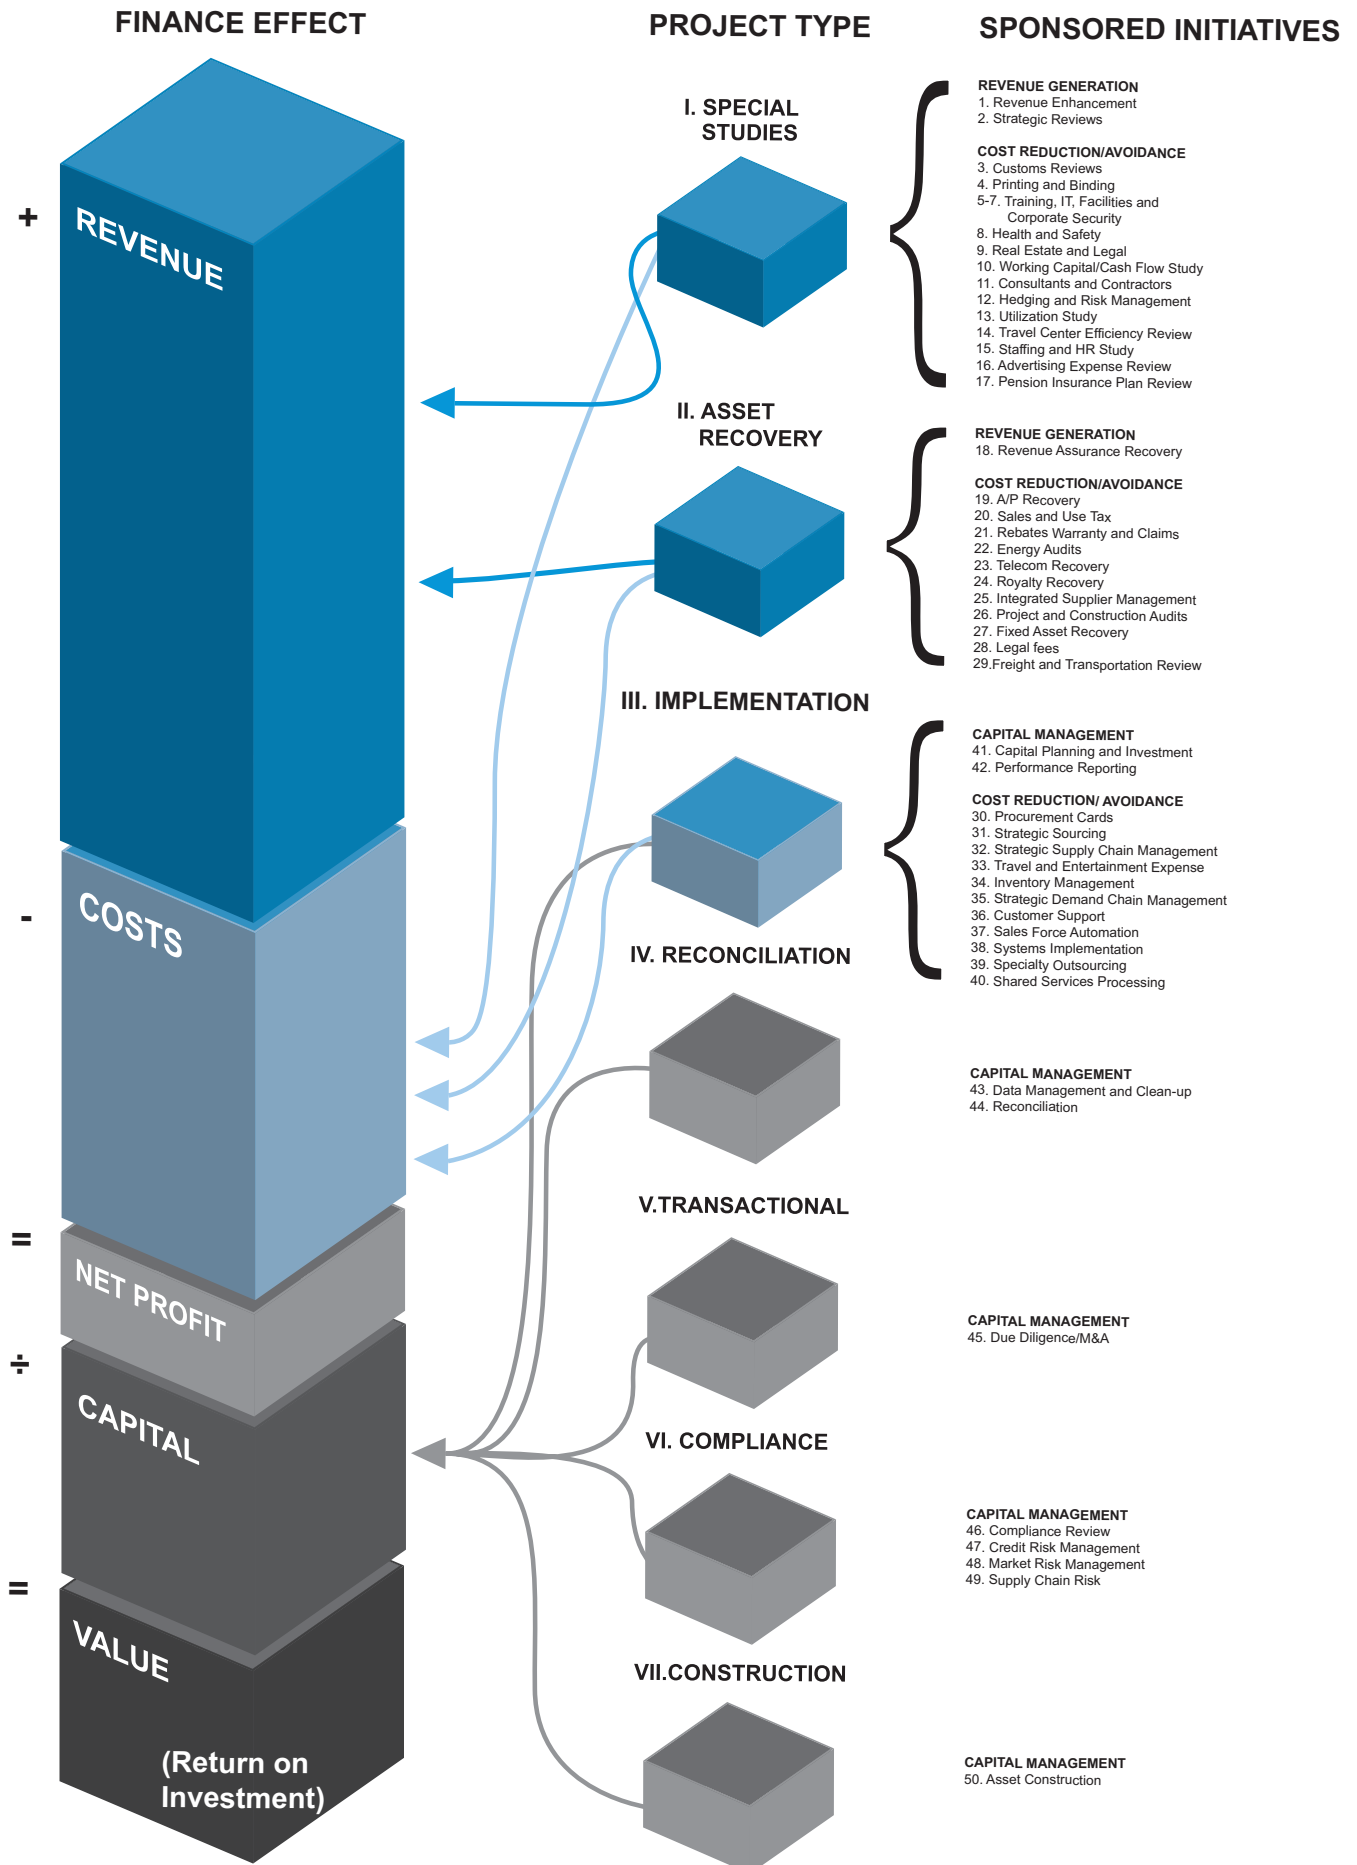 FINANCE EFFECT
PROJECT TYPE
SPONSORED INITIATIVES
+
REVENUE
-
COSTS
=
NET PROFIT
÷
CAPITAL
=
VALUE
(Return on
Investment)
I. SPECIAL
STUDIES
REVENUE GENERATION
1. Revenue Enhancement
2. Strategic Reviews
COST REDUCTION/AVOIDANCE
3. Customs Reviews
4. Printing and Binding
5-7. Training, IT, Facilities and
Corporate Security
8. Health and Safety
9. Real Estate and Legal
10. Working Capital/Cash Flow Study
11. Consultants and Contractors
12. Hedging and Risk Management
13. Utilization Study
14. Travel Center Efficiency Review
15. Staffing and HR Study
16. Advertising Expense Review
17. Pension Insurance Plan Review
II. ASSET
RECOVERY
REVENUE GENERATION
18. Revenue Assurance Recovery
COST REDUCTION/AVOIDANCE
19. A/P Recovery
20. Sales and Use Tax
21. Rebates Warranty and Claims
22. Energy Audits
23. Telecom Recovery
24. Royalty Recovery
25. Integrated Supplier Management
26. Project and Construction Audits
27. Fixed Asset Recovery
28. Legal fees
29.Freight and Transportation Review
III. IMPLEMENTATION
CAPITAL MANAGEMENT
41. Capital Planning and Investment
42. Performance Reporting
COST REDUCTION/ AVOIDANCE
30. Procurement Cards
31. Strategic Sourcing
32. Strategic Supply Chain Management
33. Travel and Entertainment Expense
34. Inventory Management
35. Strategic Demand Chain Management
36. Customer Support
37. Sales Force Automation
38. Systems Implementation
39. Specialty Outsourcing
40. Shared Services Processing
IV. RECONCILIATION
CAPITAL MANAGEMENT
43. Data Management and Clean-up
44. Reconciliation
V.TRANSACTIONAL
CAPITAL MANAGEMENT
45. Due Diligence/M&A
VI. COMPLIANCE
CAPITAL MANAGEMENT
46. Compliance Review
47. Credit Risk Management
48. Market Risk Management
49. Supply Chain Risk
VII.CONSTRUCTION
CAPITAL MANAGEMENT
50. Asset Construction